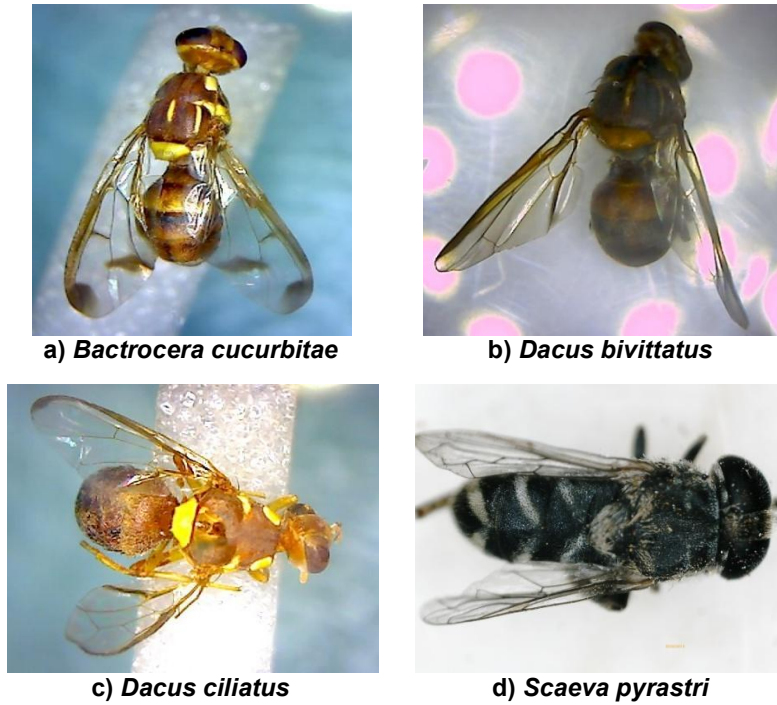 a) Bactrocera cucurbitae
b) Dacus bivittatus
c) Dacus ciliatus
d) Scaeva pyrastri